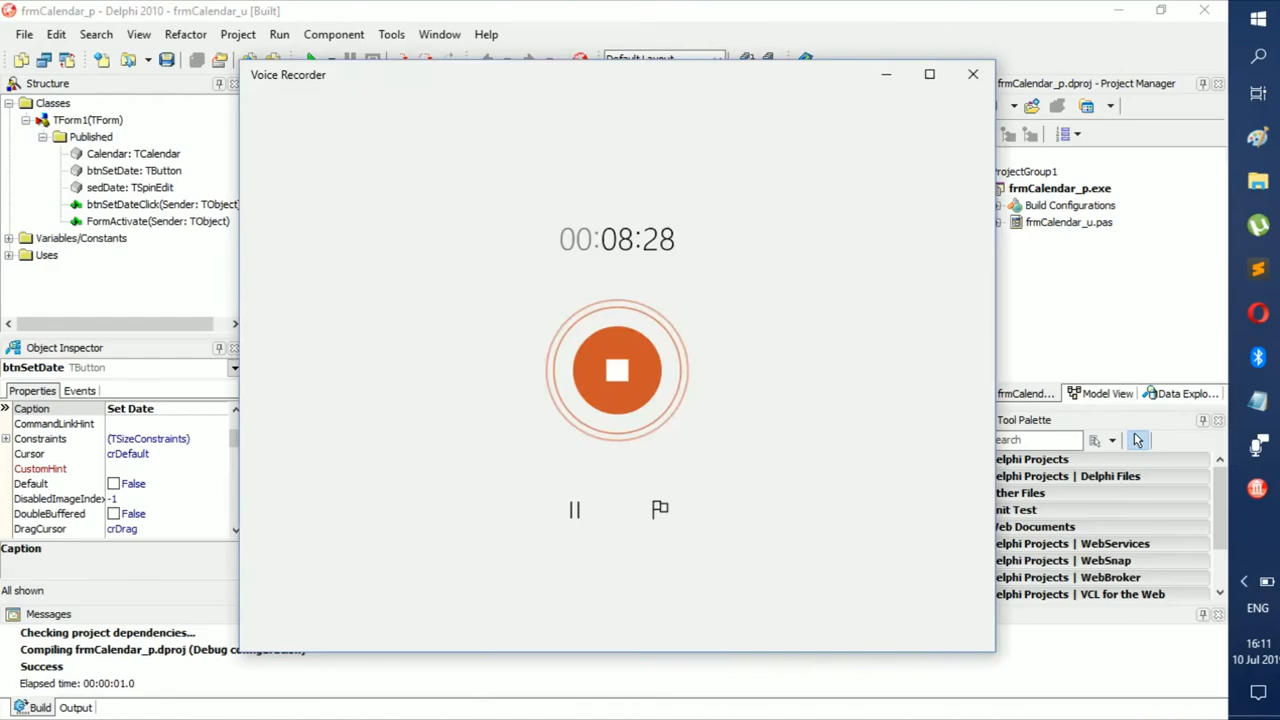 frmCalendar_p - Delphi 2010 - frmCalendar_u [Built]
File Edit Search View Refactor Project Run Component Tools Window Help
Default Layout
Structure
Classes
TForm1(TForm)
Published
Calendar: TCalendar
btnSetDate: TButton
sedDate: TSpinEdit
btnSetDateClick(Sender: TObject)
FormActivate(Sender: TObject)
Variables/Constants
Uses
Object Inspector
btnSetDate TButton
Properties Events
Caption Set Date
CommandLinkHint
Constraints (TSizeConstraints)
Cursor crDefault
CustomHint
Default False
DisabledImageIndex -1
DoubleBuffered False
DragCursor crDrag
Caption
All shown
Messages
Checking project dependencies...
Compiling frmCalendar_p.dproj (Debug configuration)
Success
Elapsed time: 00:00:01.0
Build Output
Voice Recorder
00:08:28
frmCalendar_p.dproj - Project Manager
rojectGroup1
frmCalendar_p.exe
Build Configurations
frmCalendar_u.pas
frmCalend... Model View Data Explo...
Tool Palette
earch
elphi Projects
elphi Projects | Delphi Files
ther Files
nit Test
eb Documents
elphi Projects | WebServices
elphi Projects | WebSnap
elphi Projects | WebBroker
elphi Projects | VCL for the Web
ENG
16:11
10 Jul 201